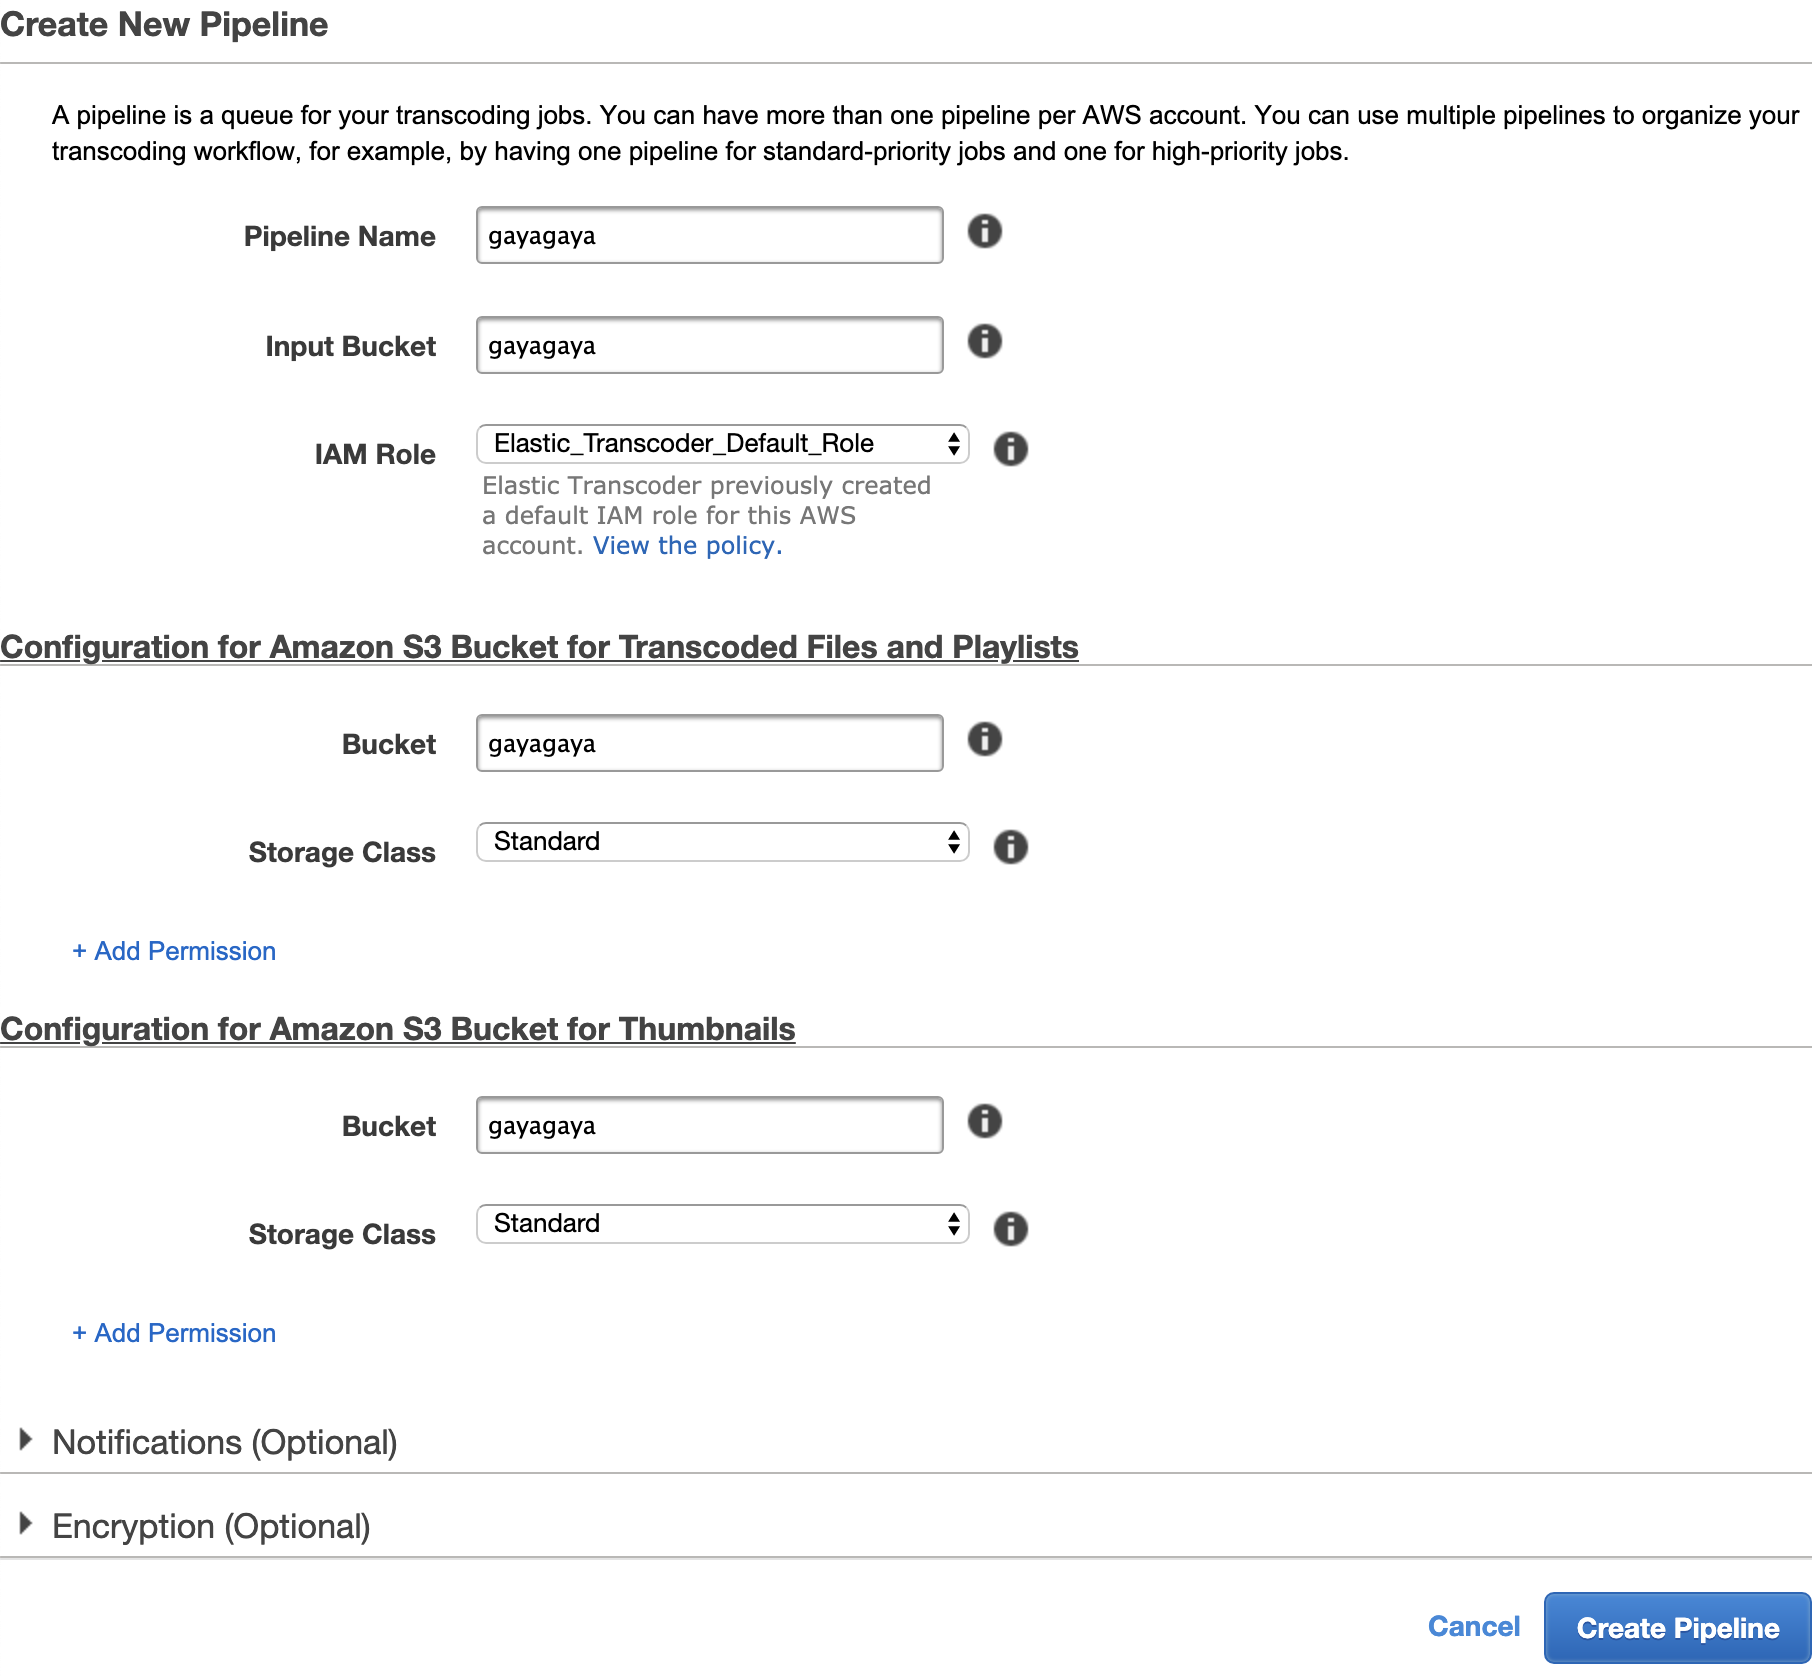 Create New Pipeline
A pipeline is a queue for your transcoding jobs. You can have more than one pipeline per AWS account. You can use multiple pipelines to organize your
transcoding workflow, for example, by having one pipeline for standard-priority jobs and one for high-priority jobs.
Pipeline Name gayagaya
Input Bucket gayagaya
IAM Role Elastic_Transcoder_Default_Role
Elastic Transcoder previously created
a default IAM role for this AWS
account. View the policy.
Configuration for Amazon S3 Bucket for Transcoded Files and Playlists
Bucket gayagaya
Storage Class Standard
+ Add Permission
Configuration for Amazon S3 Bucket for Thumbnails
Bucket gayagaya
Storage Class Standard
+ Add Permission
Notifications (Optional)
Encryption (Optional)
Cancel Create Pipeline